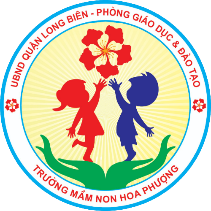 UBND QUẬN LONG BIÊN - PHÒNG GIÁO DỤC & ĐÀO TẠO
TRƯỜNG MẦM NON HOA PHƯỢNG